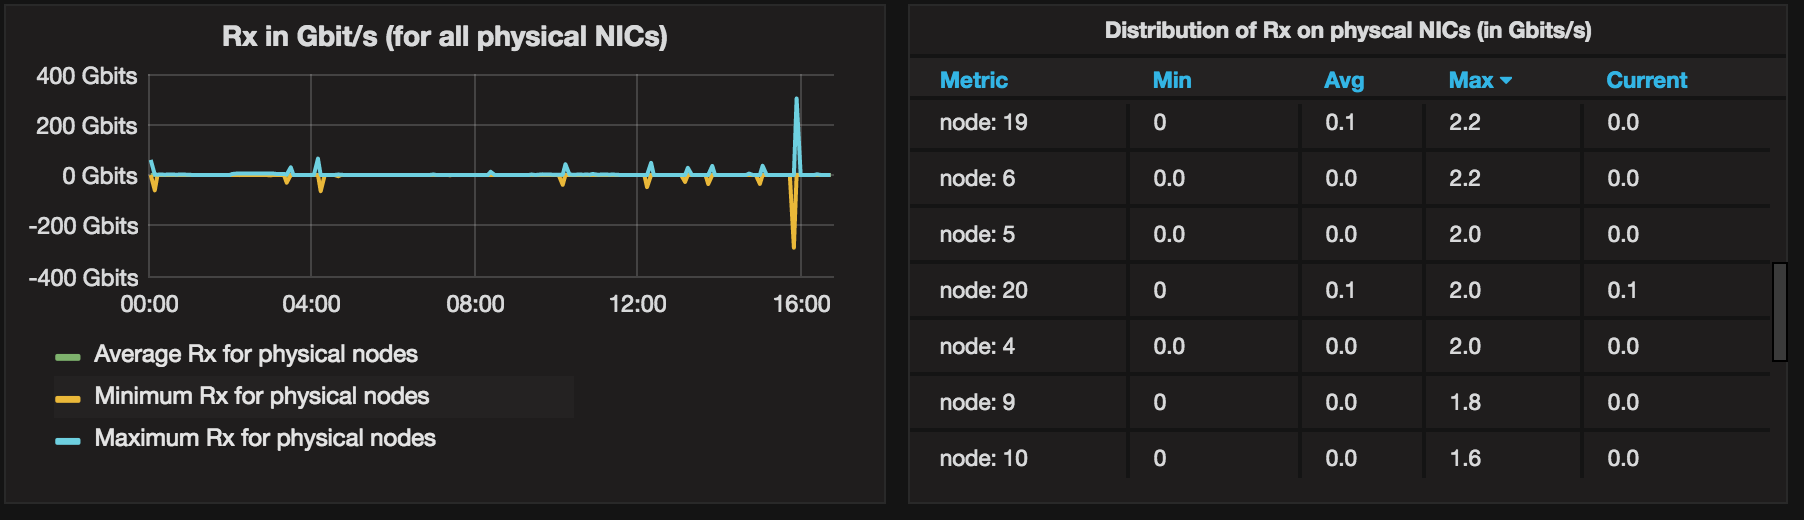 Rx in Gbit/s (for all physical NICs)
400 Gbits
200 Gbits
0 Gbits
-200 Gbits
-400 Gbits
00:00 04:00 08:00 12:00 16:00
Average Rx for physical nodes
Minimum Rx for physical nodes
Maximum Rx for physical nodes
Distribution of Rx on physcal NICs (in Gbits/s)
Metric Min Avg Max Current
node: 19 0 0.1 2.2 0.0
node: 6 0.0 0.0 2.2 0.0
node: 5 0.0 0.0 2.0 0.0
node: 20 0 0.1 2.0 0.1
node: 4 0.0 0.0 2.0 0.0
node: 9 0 0.0 1.8 0.0
node: 10 0 0.0 1.6 0.0